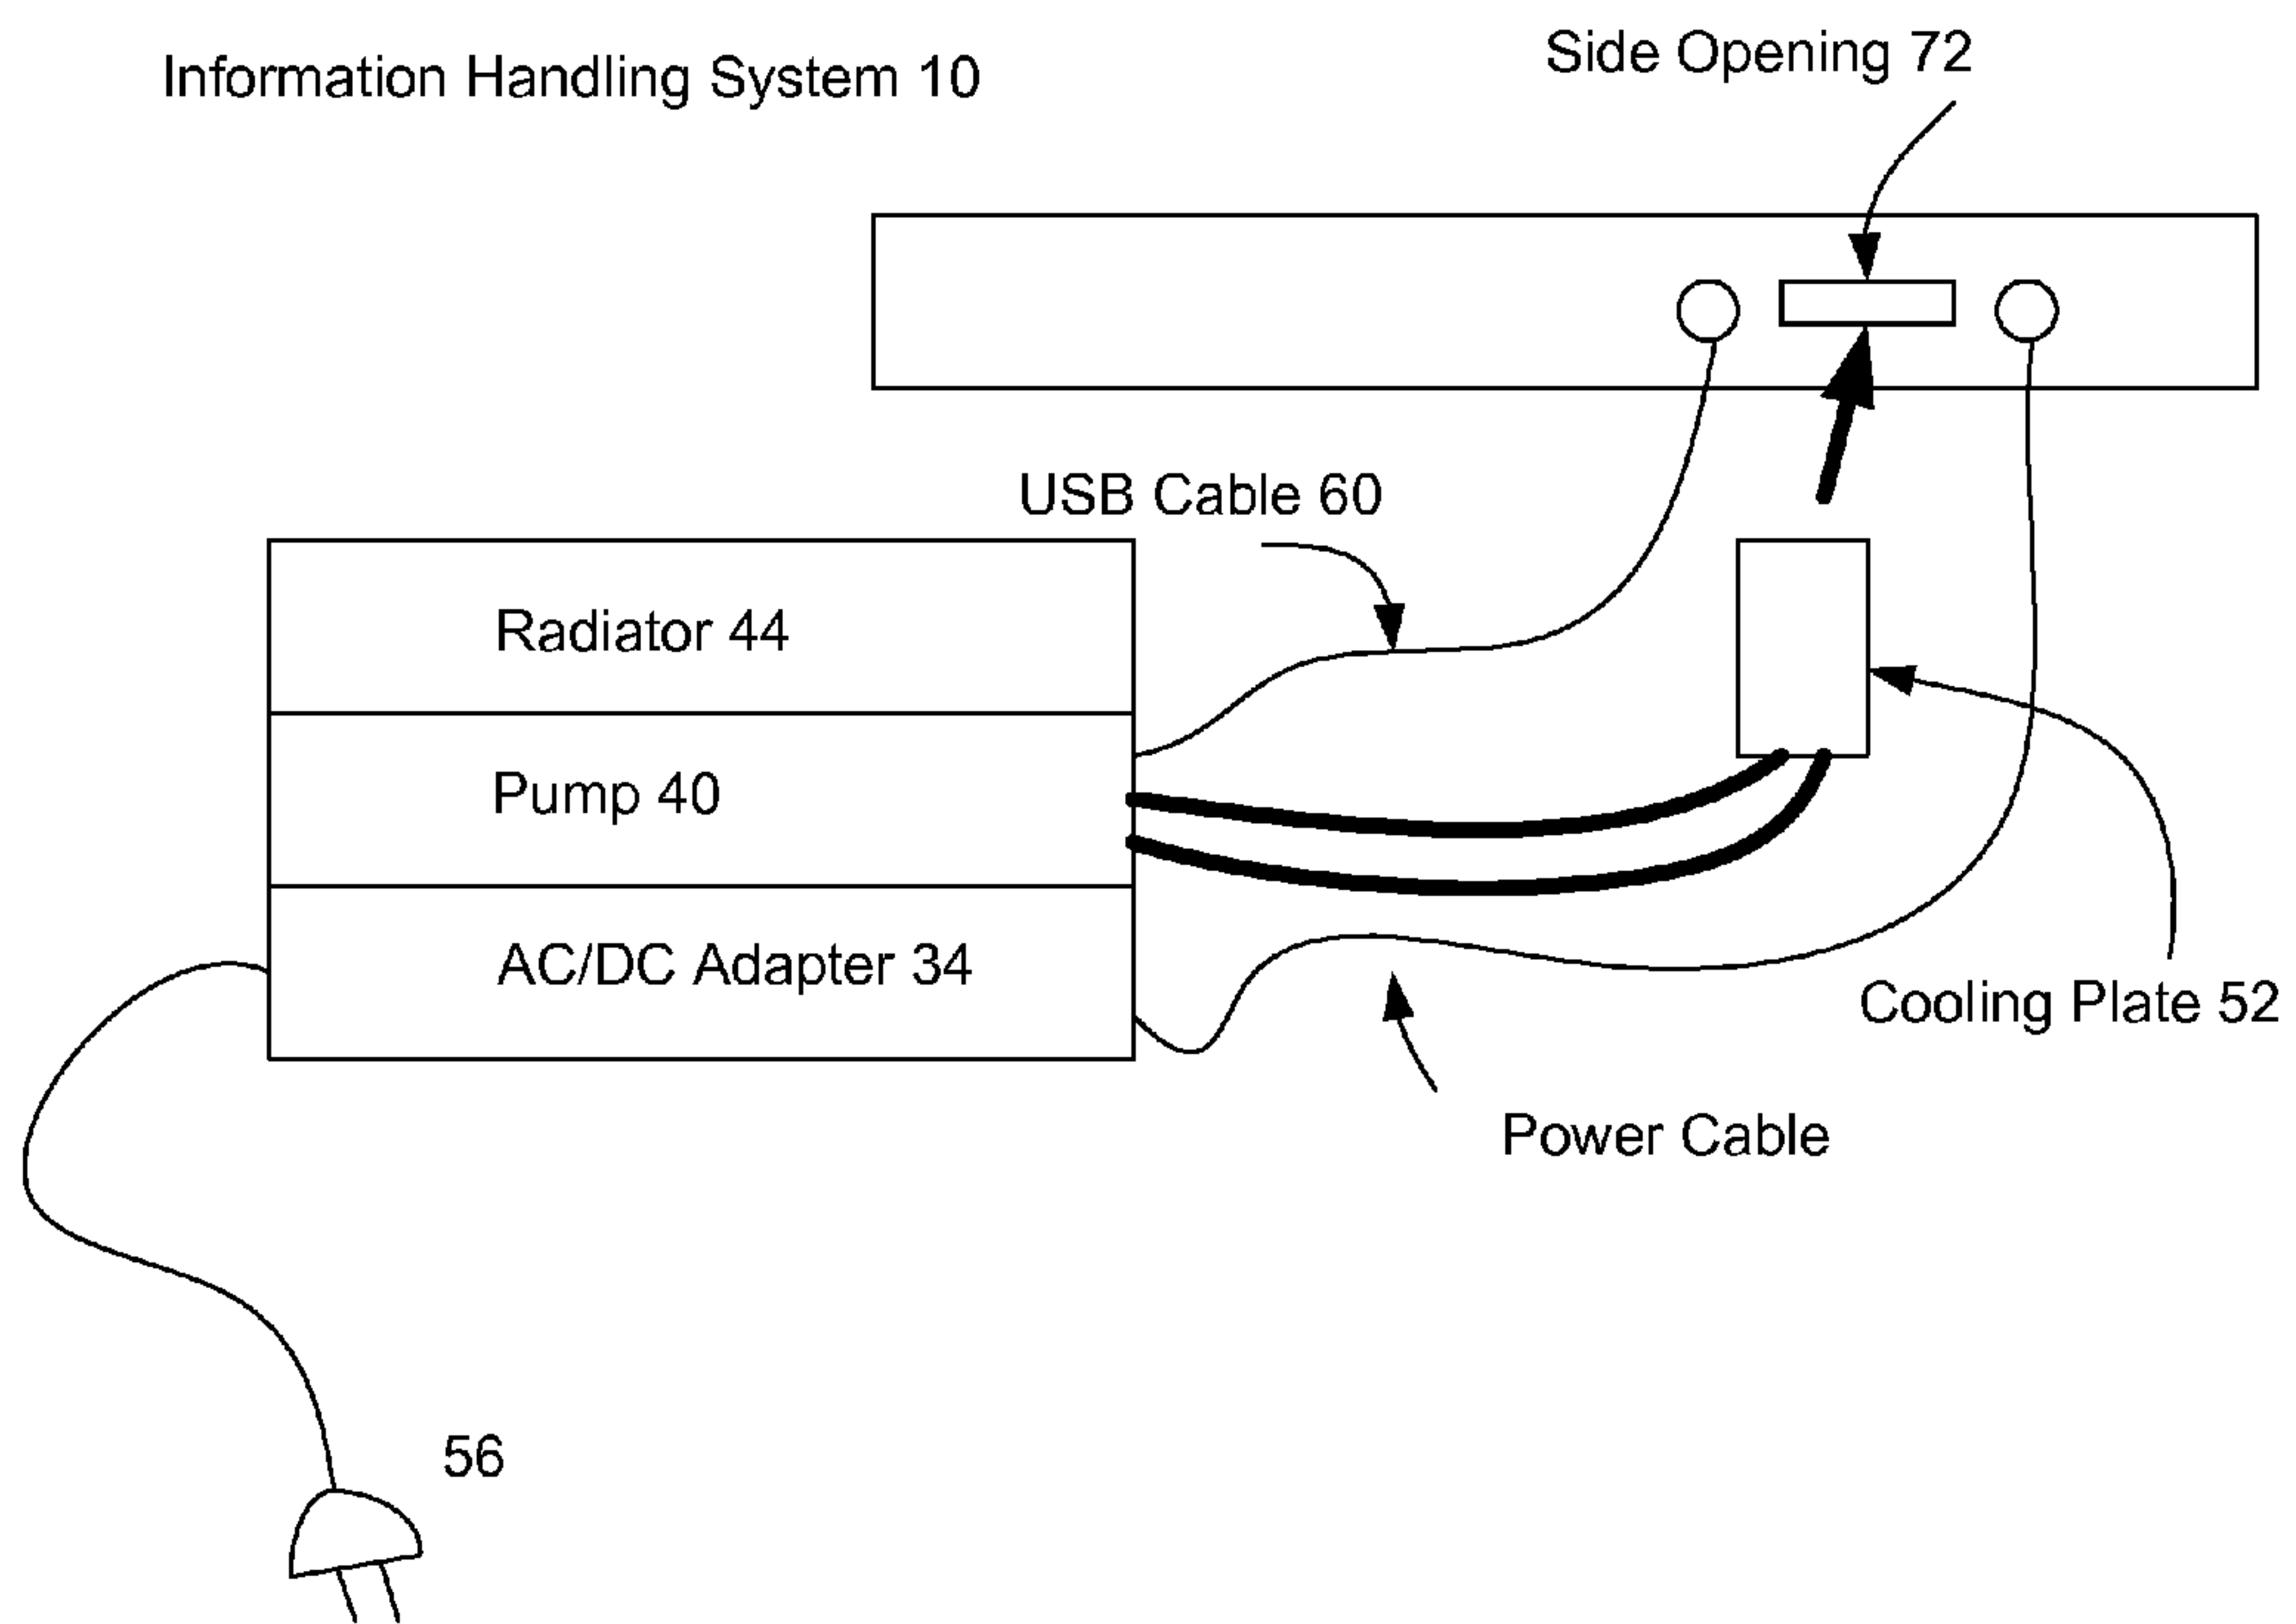 Information Handling System 10
Side Opening 72
USB Cable 60
Radiator 44
Pump 40
AC/DC Adapter 34
Cooling Plate 52
Power Cable
56